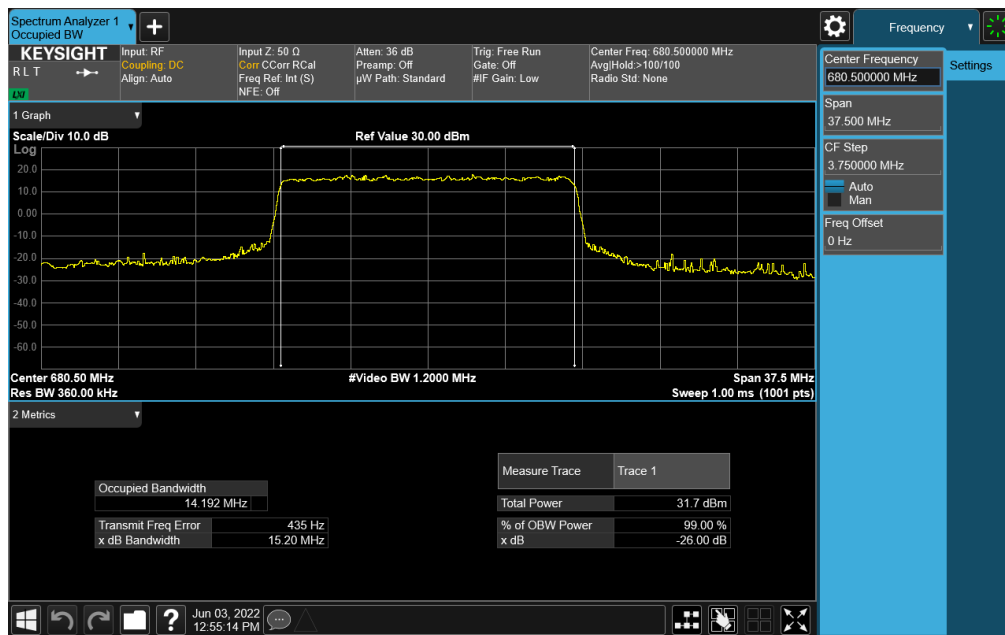 Spectrum Analyzer 1
Occupied BW
Frequency
KEYSIGHT
R L T
LXI
Input: RF
Coupling: DC
Align: Auto
Input Z: 50 Ω
Corr CCorr RCal
Freq Ref: Int (S)
NFE: Off
Atten: 36 dB
Preamp: Off
µW Path: Standard
Trig: Free Run
Gate: Off
#IF Gain: Low
Center Freq: 680.500000 MHz
Avg|Hold:>100/100
Radio Std: None
Center Frequency
680.500000 MHz
Settings
Span
37.500 MHz
CF Step
3.750000 MHz
Auto
Man
Freq Offset
0 Hz
1 Graph
Scale/Div 10.0 dB
Ref Value 30.00 dBm
Log
20.0
10.0
0.00
-10.0
-20.0
-30.0
-40.0
-50.0
-60.0
Center 680.50 MHz
#Video BW 1.2000 MHz
Span 37.5 MHz
Res BW 360.00 kHz
Sweep 1.00 ms (1001 pts)
2 Metrics
Measure Trace
Trace 1
Occupied Bandwidth
14.192 MHz
Total Power
31.7 dBm
Transmit Freq Error
435 Hz
% of OBW Power
99.00 %
x dB Bandwidth
15.20 MHz
x dB
-26.00 dB
?
Jun 03, 2022
12:55:14 PM